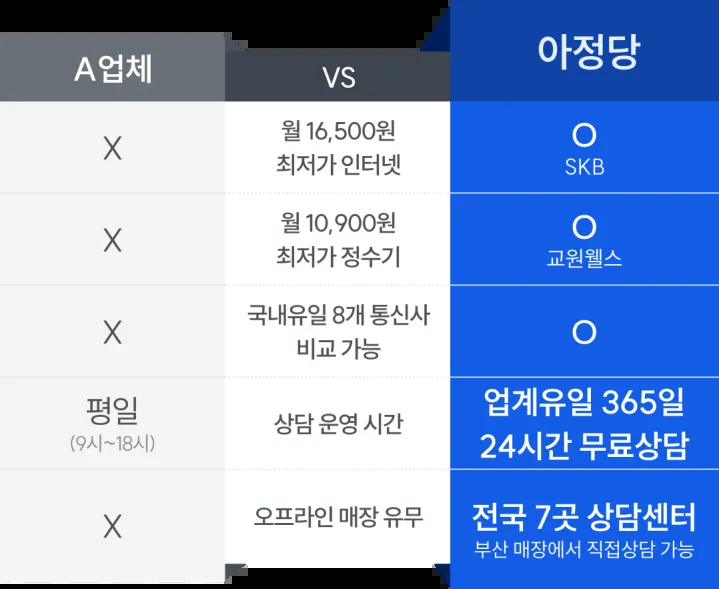 A업체
VS
아정당
X
월 16,500원
최저가 인터넷
O
SKB
X
월 10,900원
최저가 정수기
O
교원웰스
X
국내유일 8개 통신사
비교 가능
O
평일
(9시~18시)
상담 운영 시간
업계유일 365일
24시간 무료상담
X
오프라인 매장 유무
전국 7곳 상담센터
부산 매장에서 직접상담 가능